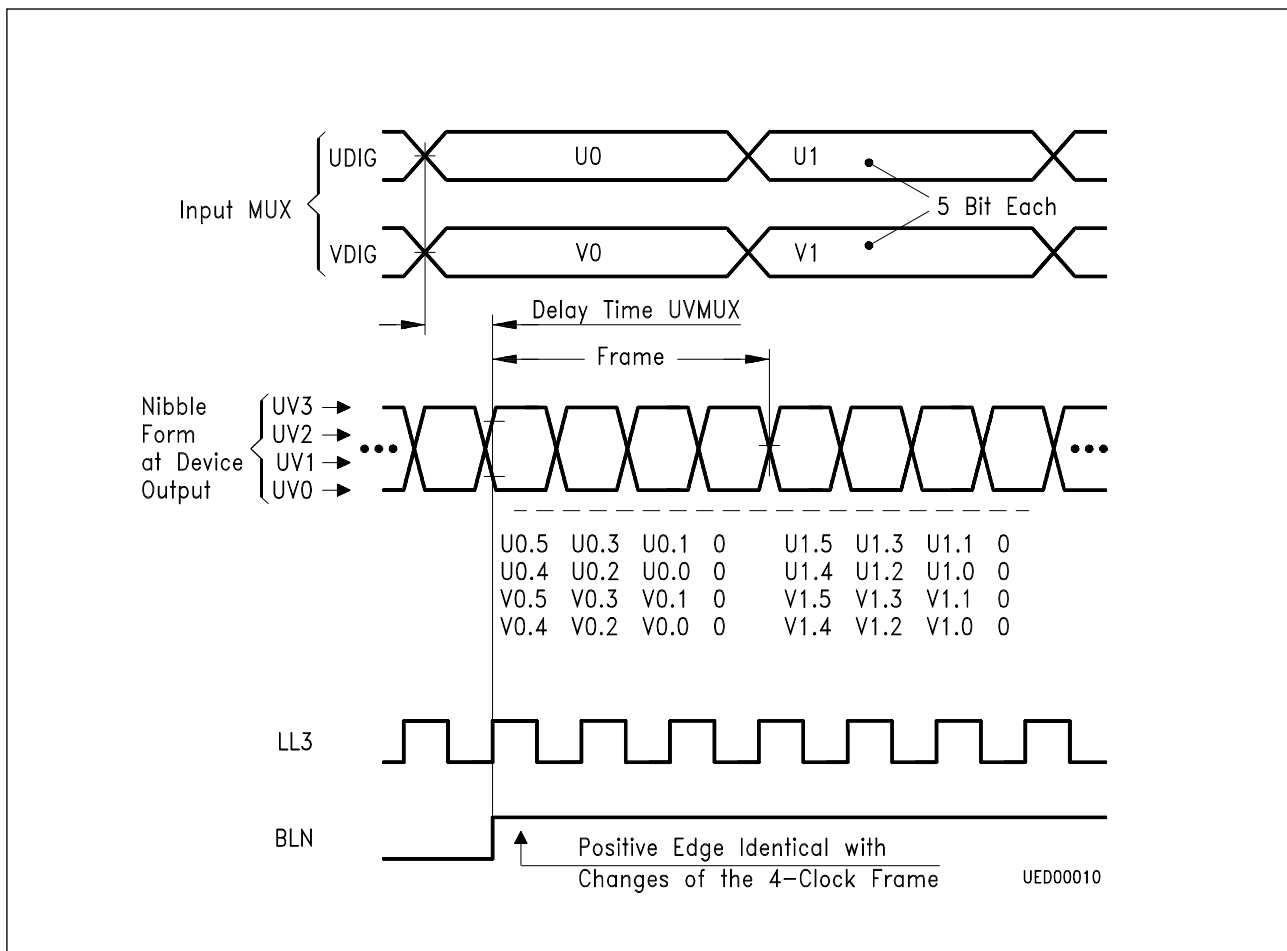 UDIG
U0
U1
Input MUX
5 Bit Each
VDIG
V0
V1
Delay Time UVMUX
Frame
Nibble
Form
at Device
Output
UV3
UV2
UV1
UV0
U0.5 U0.3 U0.1 0 U1.5 U1.3 U1.1 0
U0.4 U0.2 U0.0 0 U1.4 U1.2 U1.0 0
V0.5 V0.3 V0.1 0 V1.5 V1.3 V1.1 0
V0.4 V0.2 V0.0 0 V1.4 V1.2 V1.0 0
LL3
BLN
Positive Edge Identical with
Changes of the 4-Clock Frame
UED00010